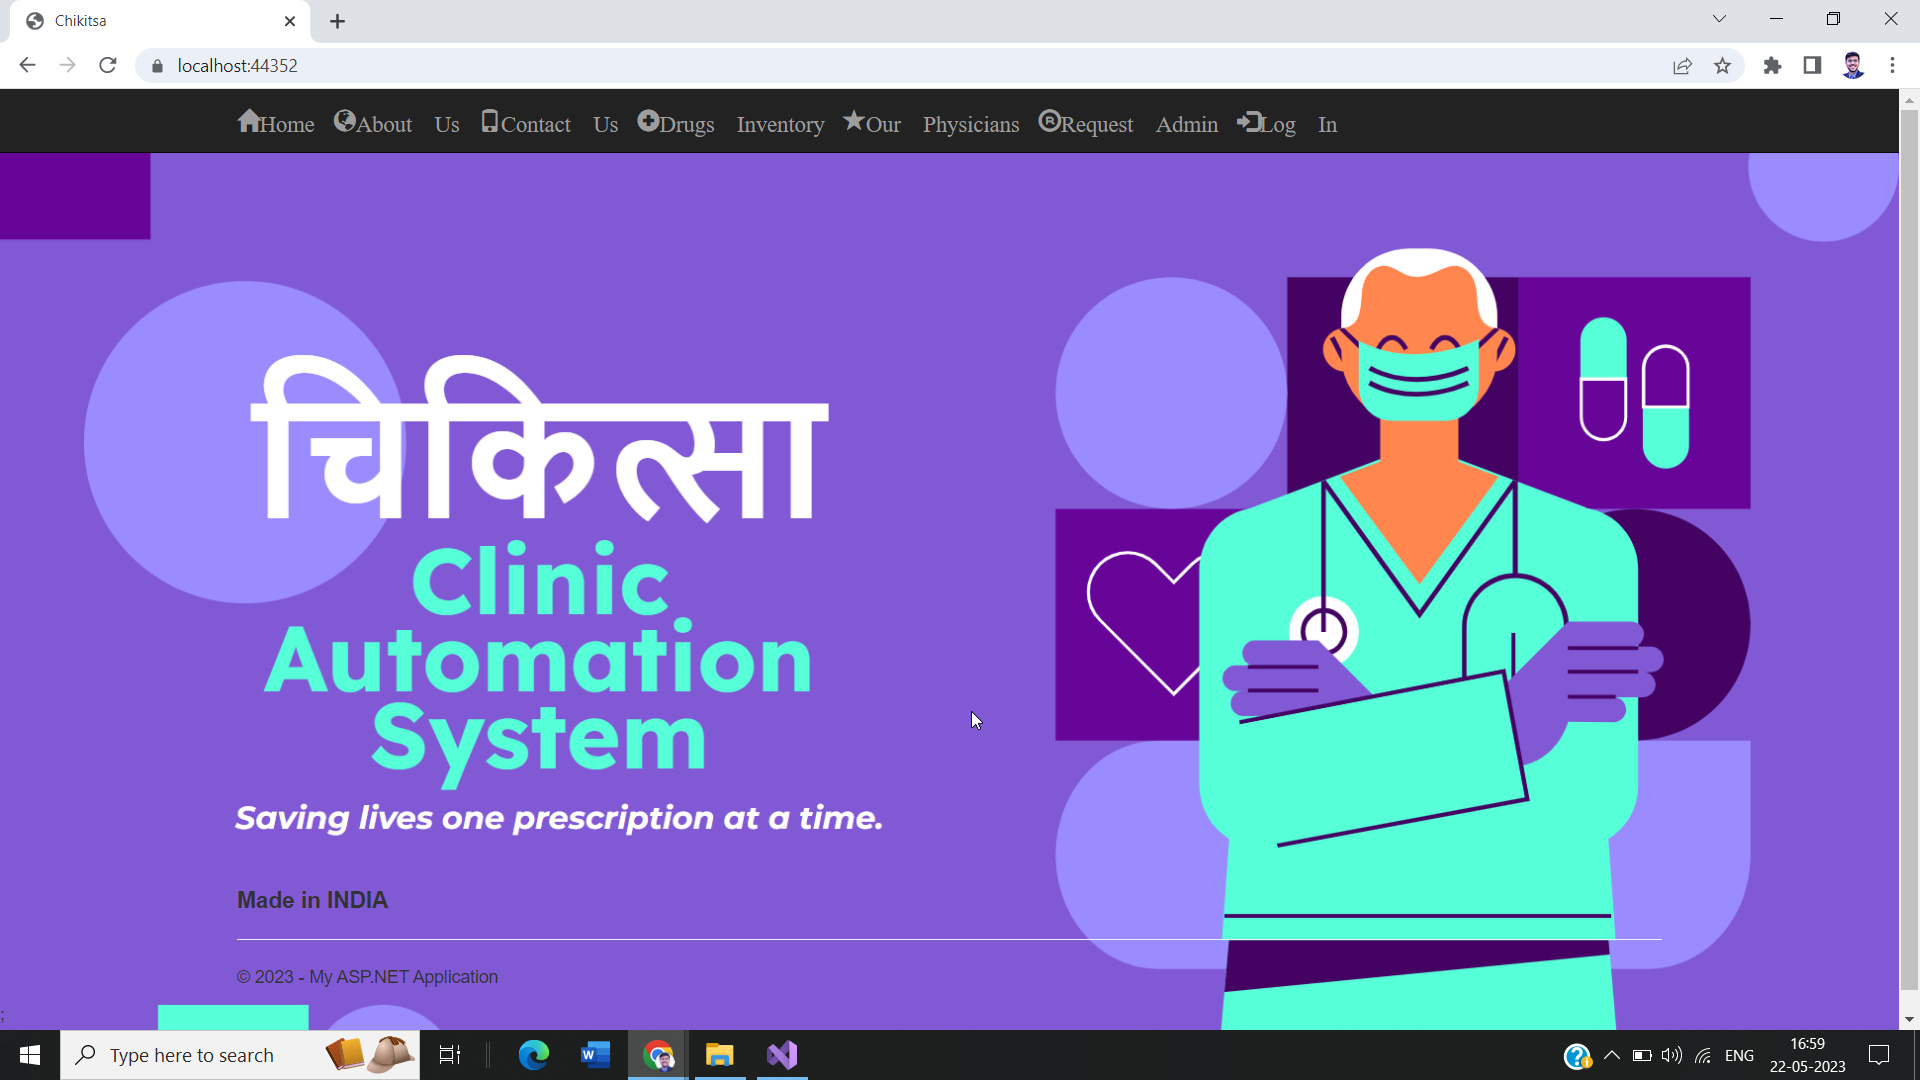 Chikitsa
localhost:44352
Home About Us Contact Us Drugs Inventory Our Physicians Request Admin Log In
चिकित्सा
Clinic
Automation
System
Saving lives one prescription at a time.
Made in INDIA
© 2023 - My ASP.NET Application
;
Type here to search
ENG
16:59
22-05-2023